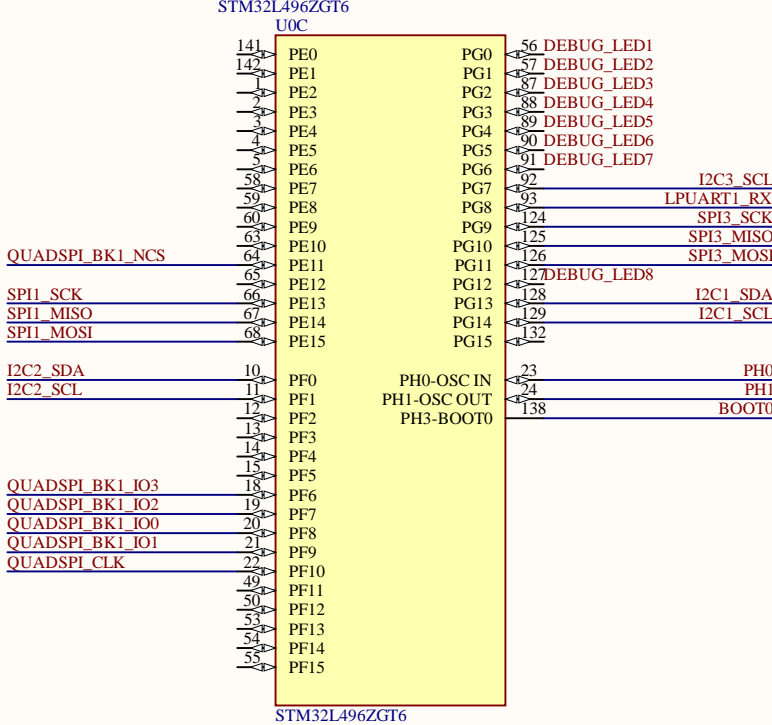 STM32L496ZGT6
U0C
141 PE0 PG0 56 DEBUG_LED1
142 PE1 PG1 57 DEBUG_LED2
1 PE2 PG2 87 DEBUG_LED3
2 PE3 PG3 88 DEBUG_LED4
3 PE4 PG4 89 DEBUG_LED5
4 PE5 PG5 90 DEBUG_LED6
5 PE6 PG6 91 DEBUG_LED7
58 PE7 PG7 92 I2C3_SCL
59 PE8 PG8 93 LPUART1_RX
60 PE9 PG9 124 SPI3_SCK
63 PE10 PG10 125 SPI3_MISO
QUADSPI_BK1_NCS 64 PE11 PG11 126 SPI3_MOSI
65 PE12 PG12 127 DEBUG_LED8
SPI1_SCK 66 PE13 PG13 128 I2C1_SDA
SPI1_MISO 67 PE14 PG14 129 I2C1_SCL
SPI1_MOSI 68 PE15 PG15 132
I2C2_SDA 10 PF0 PH0-OSC IN 23 PH0
I2C2_SCL 11 PF1 PH1-OSC OUT 24 PH1
12 PF2 PH3-BOOT0 138 BOOT0
13 PF3
14 PF4
15 PF5
QUADSPI_BK1_IO3 18 PF6
QUADSPI_BK1_IO2 19 PF7
QUADSPI_BK1_IO0 20 PF8
QUADSPI_BK1_IO1 21 PF9
QUADSPI_CLK 22 PF10
49 PF11
50 PF12
53 PF13
54 PF14
55 PF15
STM32L496ZGT6